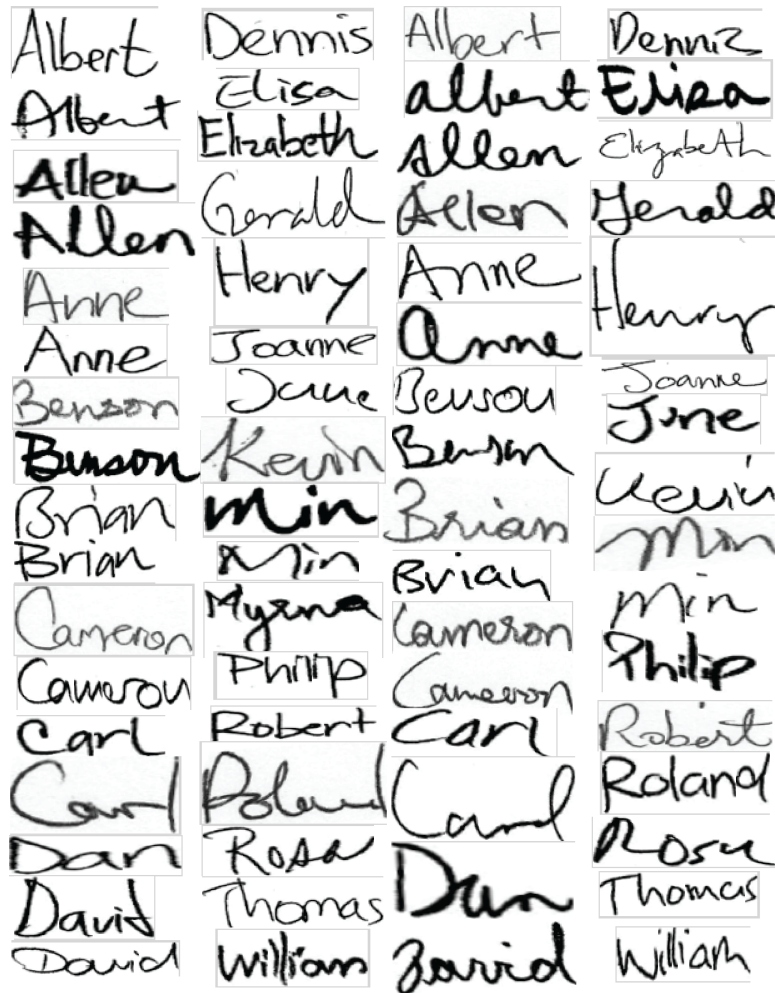 Albert Dennis Albert Dennis
Albert Elisa albert Elisa
Allen Elizabeth Allen Elizabeth
Allen Gerald Allen Gerald
Anne Henry Anne Henry
Anne Joanne Anne Joanne
Benson June Benson June
Benson Kevin Benson Kevin
Brian Min Brian Min
Brian Min Brian Min
Cameron Myrna Cameron Philip
Cameron Philip Cameron Robert
Carl Robert Carl Roland
Carl Roland Carl Rosa
Dan Rosa Dan Thomas
David Thomas David William
David William